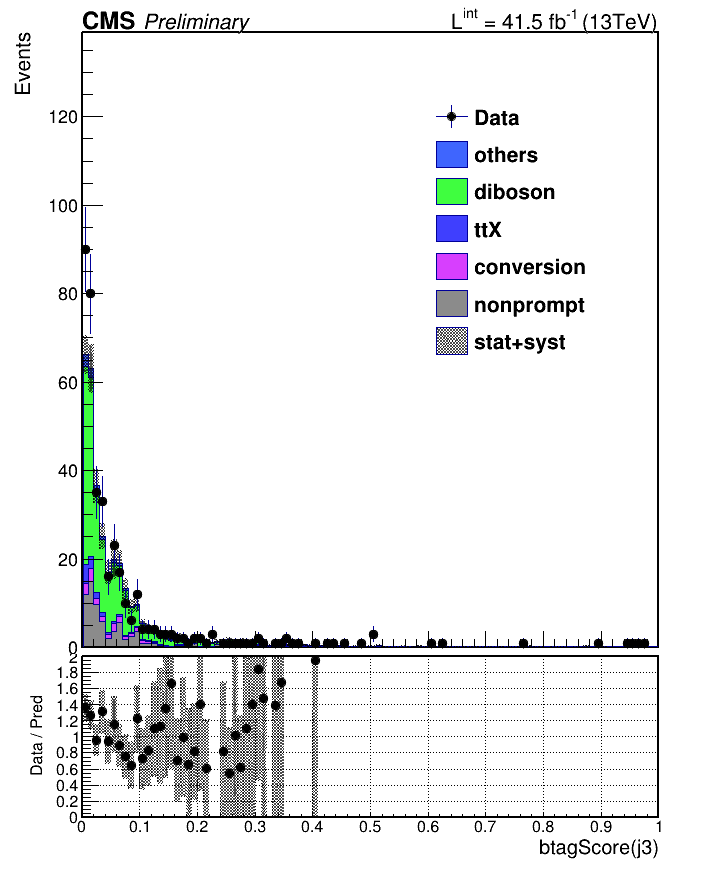 CMS Preliminary L^int = 41.5 fb^-1 (13TeV)
Events
120
100
80
60
40
20
0
Data
others
diboson
ttX
conversion
nonprompt
stat+syst
Data / Pred
2
1.8
1.6
1.4
1.2
1
0.8
0.6
0.4
0.2
0
0 0.1 0.2 0.3 0.4 0.5 0.6 0.7 0.8 0.9 1
btagScore(j3)